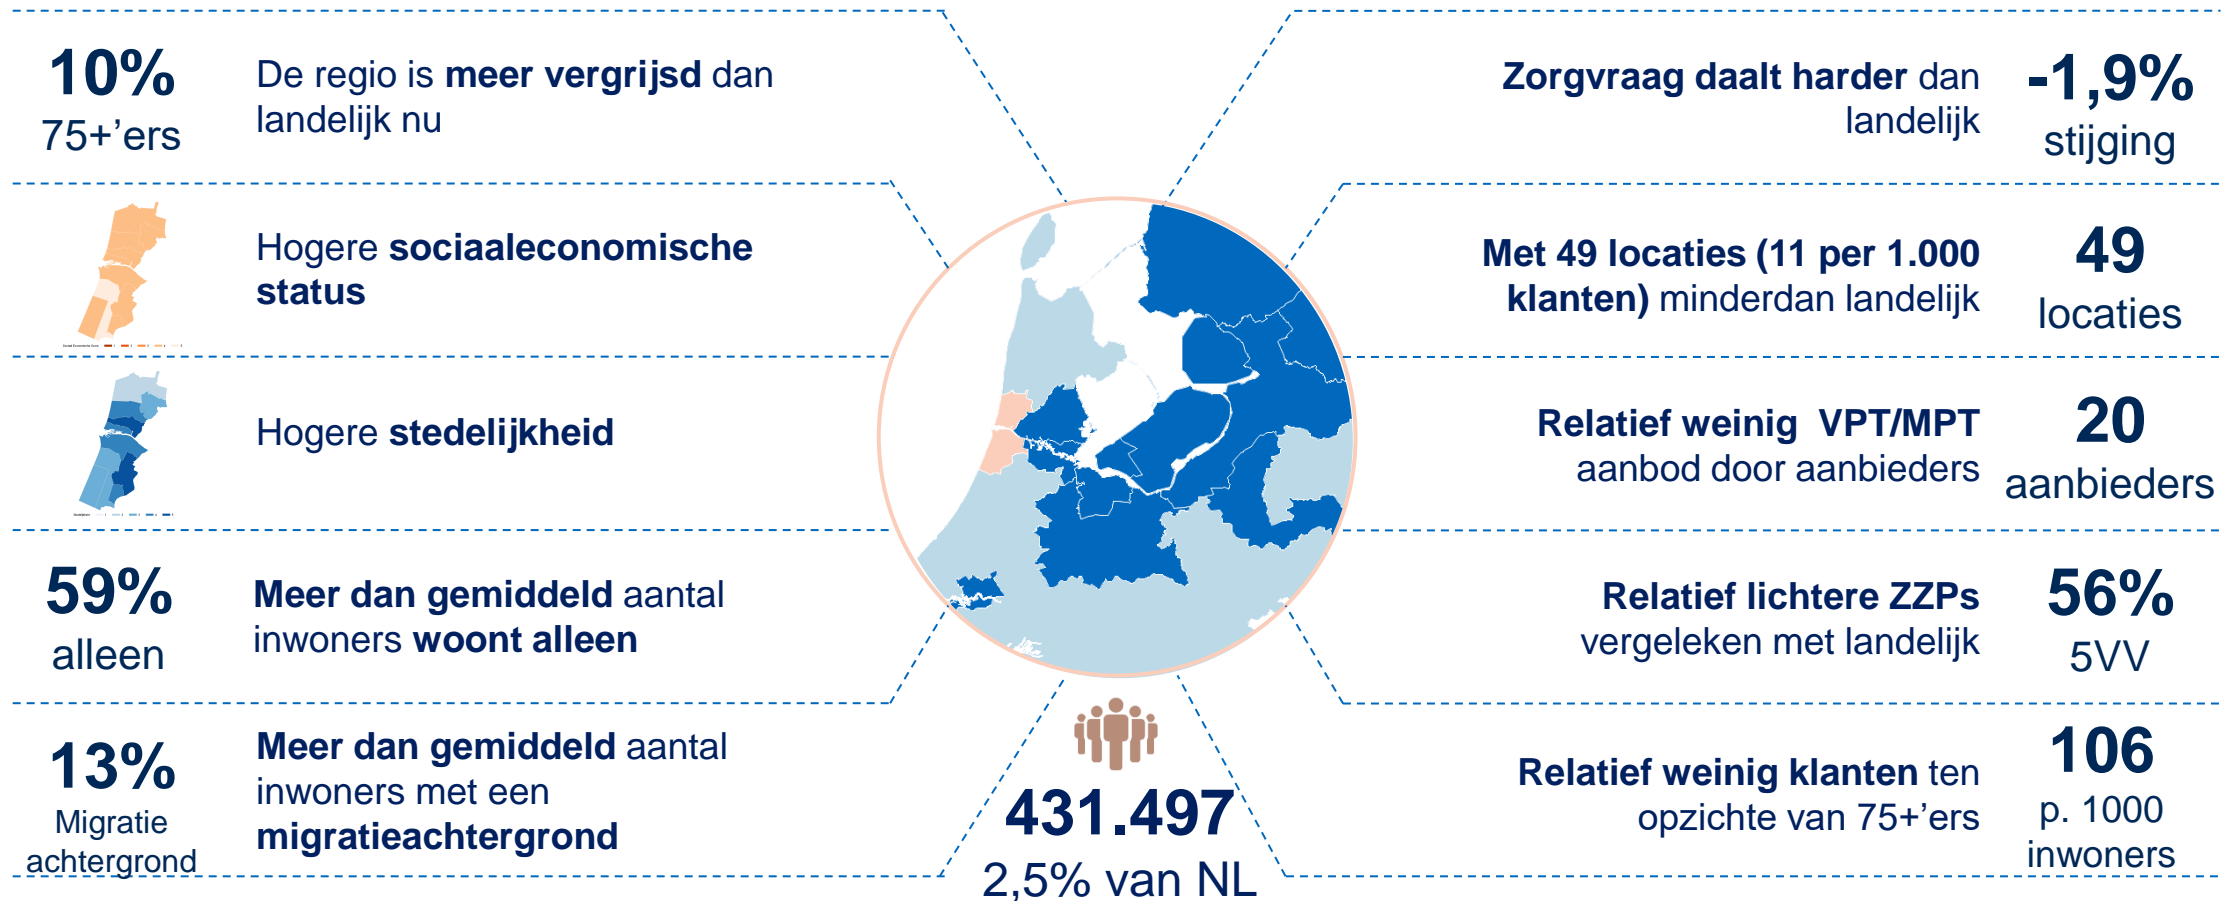 10%
75+'ers
De regio is meer vergrijsd dan
landelijk nu
Hogere sociaaleconomische
status
Hogere stedelijkheid
59%
alleen
Meer dan gemiddeld aantal
inwoners woont alleen
13%
Migratie
achtergrond
Meer dan gemiddeld aantal
inwoners met een
migratieachtergrond
431.497
2,5% van NL
Zorgvraag daalt harder dan
landelijk
-1,9%
stijging
Met 49 locaties (11 per 1.000
klanten) minderdan landelijk
49
locaties
Relatief weinig VPT/MPT
aanbod door aanbieders
20
aanbieders
Relatief lichtere ZZPs
vergeleken met landelijk
56%
5VV
Relatief weinig klanten ten
opzichte van 75+'ers
106
p. 1000
inwoners